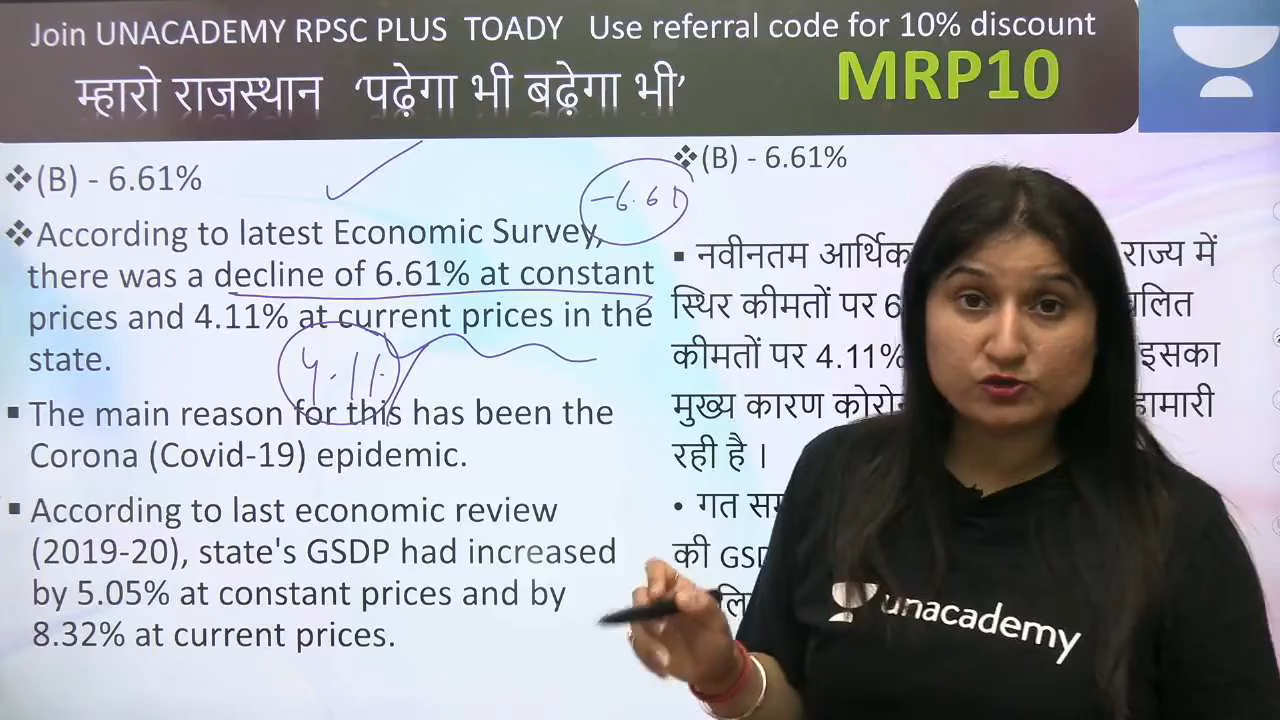 Join UNACADEMY RPSC PLUS TOADY Use referral code for 10% discount
म्हारो राजस्थान ‘पढ़ेगा भी बढ़ेगा भी’
MRP10
❖(B) - 6.61%
❖According to latest Economic Survey,
there was a decline of 6.61% at constant
prices and 4.11% at current prices in the
state.
▪ The main reason for this has been the
Corona (Covid-19) epidemic.
▪ According to last economic review
(2019-20), state's GSDP had increased
by 5.05% at constant prices and by
8.32% at current prices.
-6.61
4.11%
❖(B) - 6.61%
▪ नवीनतम आर्थिक राज्य में
स्थिर कीमतों पर 6
कीमतों पर 4.11% इसका
मुख्य कारण
रही है ।
• गत
की
unacademy